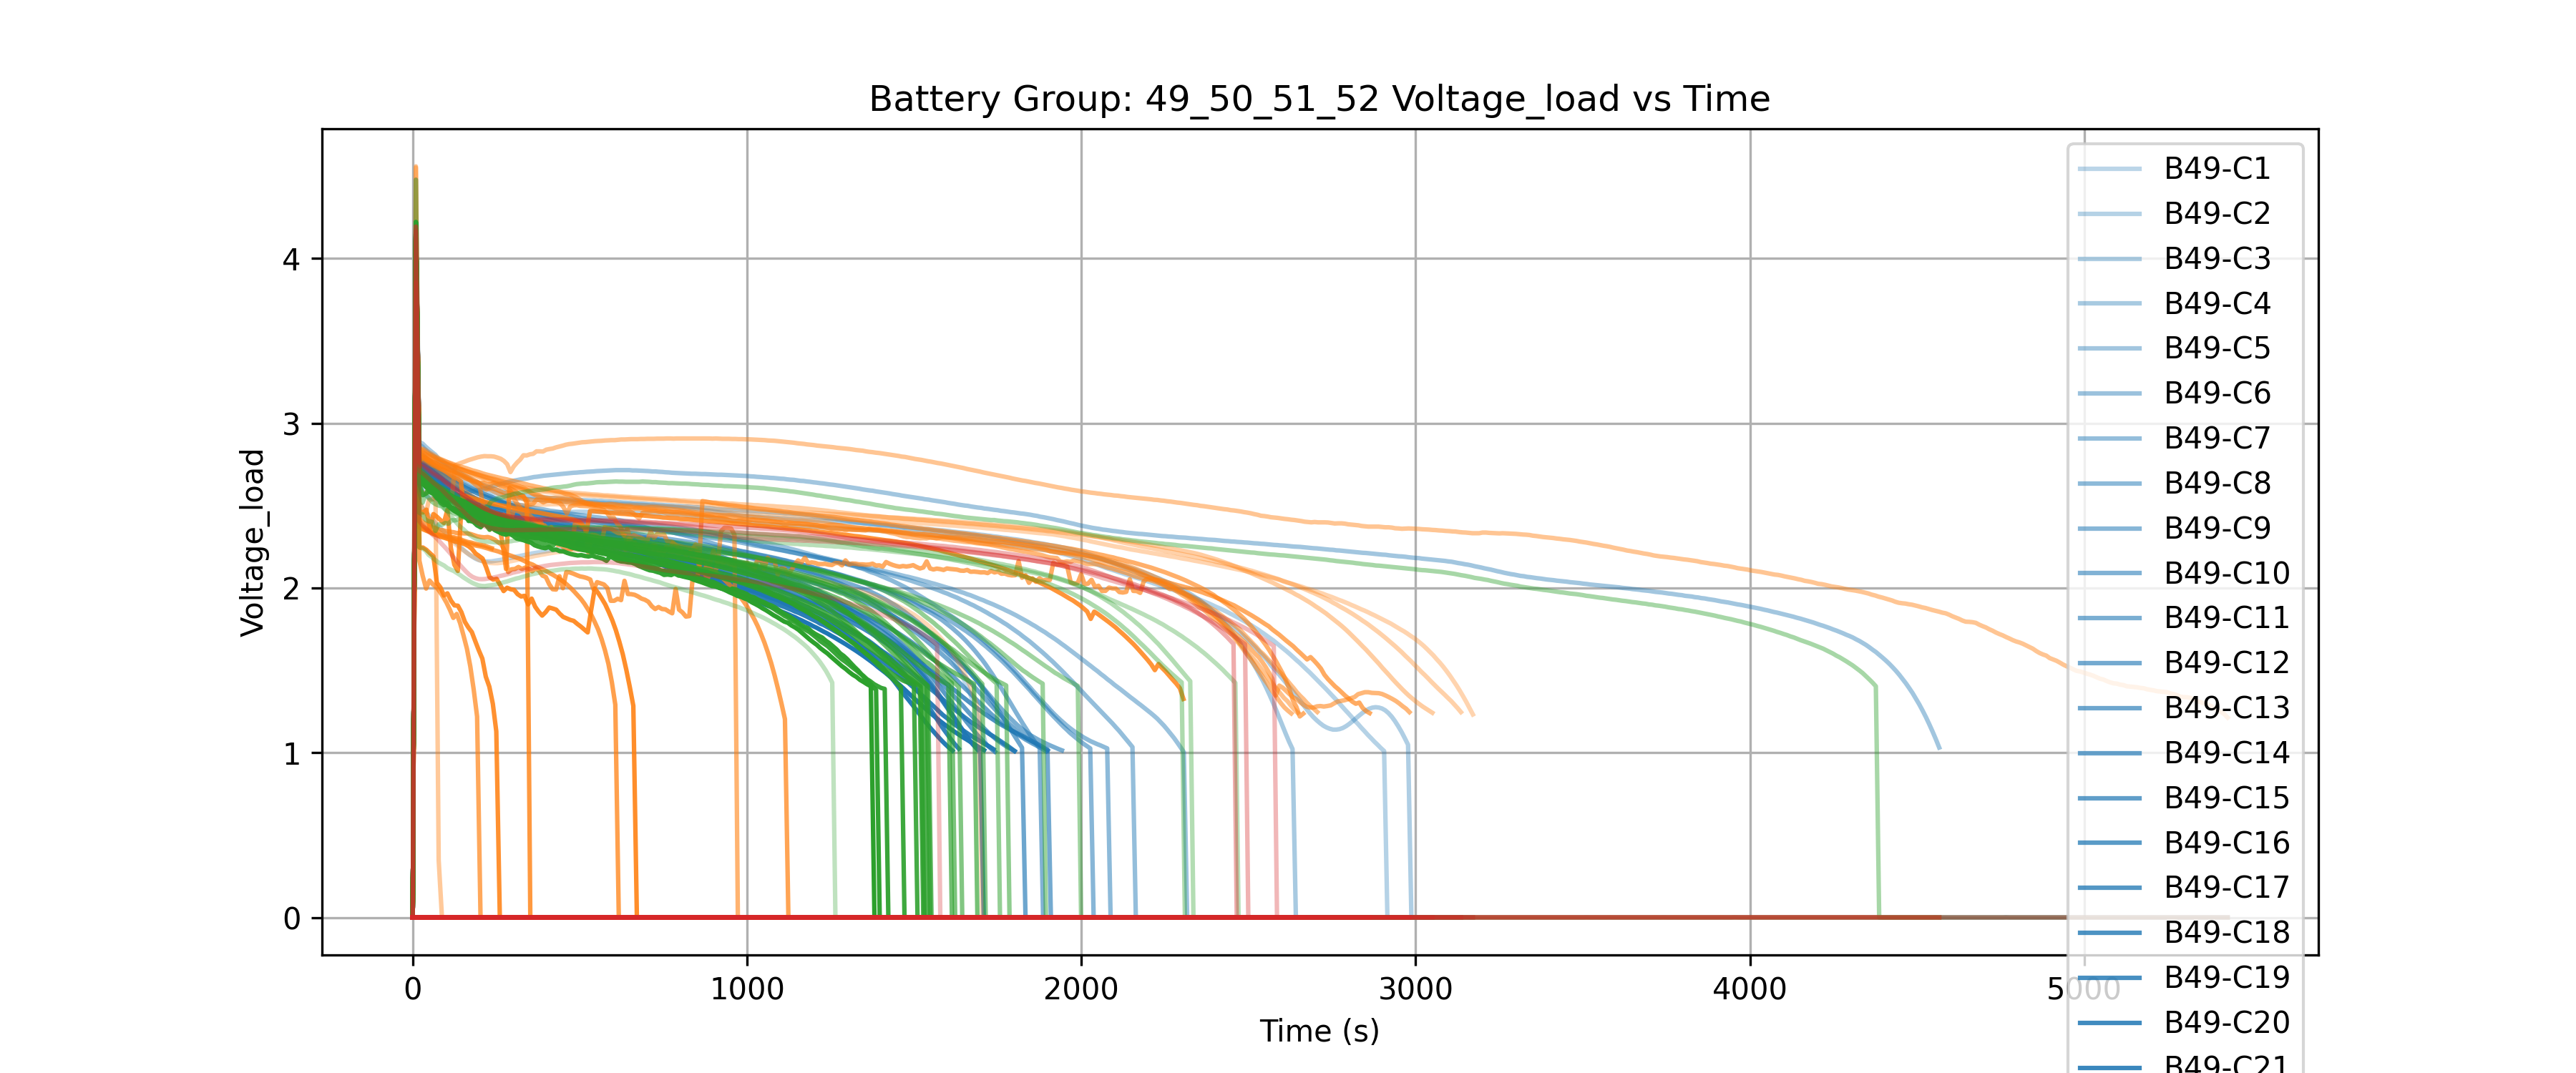 Battery Group: 49_50_51_52 Voltage_load vs Time
Voltage_load
4
3
2
1
0
0
1000
2000
3000
4000
5000
Time (s)
B49-C1
B49-C2
B49-C3
B49-C4
B49-C5
B49-C6
B49-C7
B49-C8
B49-C9
B49-C10
B49-C11
B49-C12
B49-C13
B49-C14
B49-C15
B49-C16
B49-C17
B49-C18
B49-C19
B49-C20
B49-C21